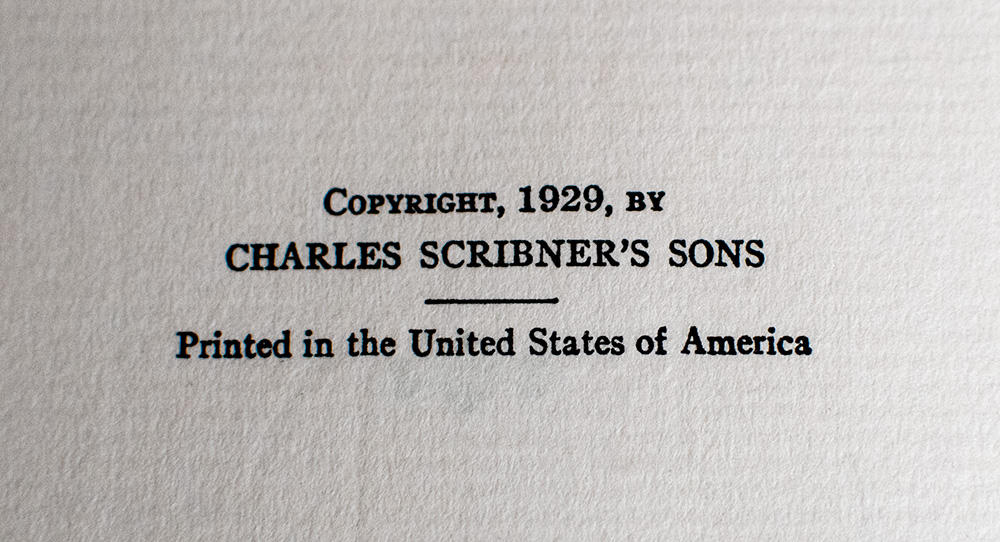 Copyright, 1929, by
CHARLES SCRIBNER'S SONS
Printed in the United States of America